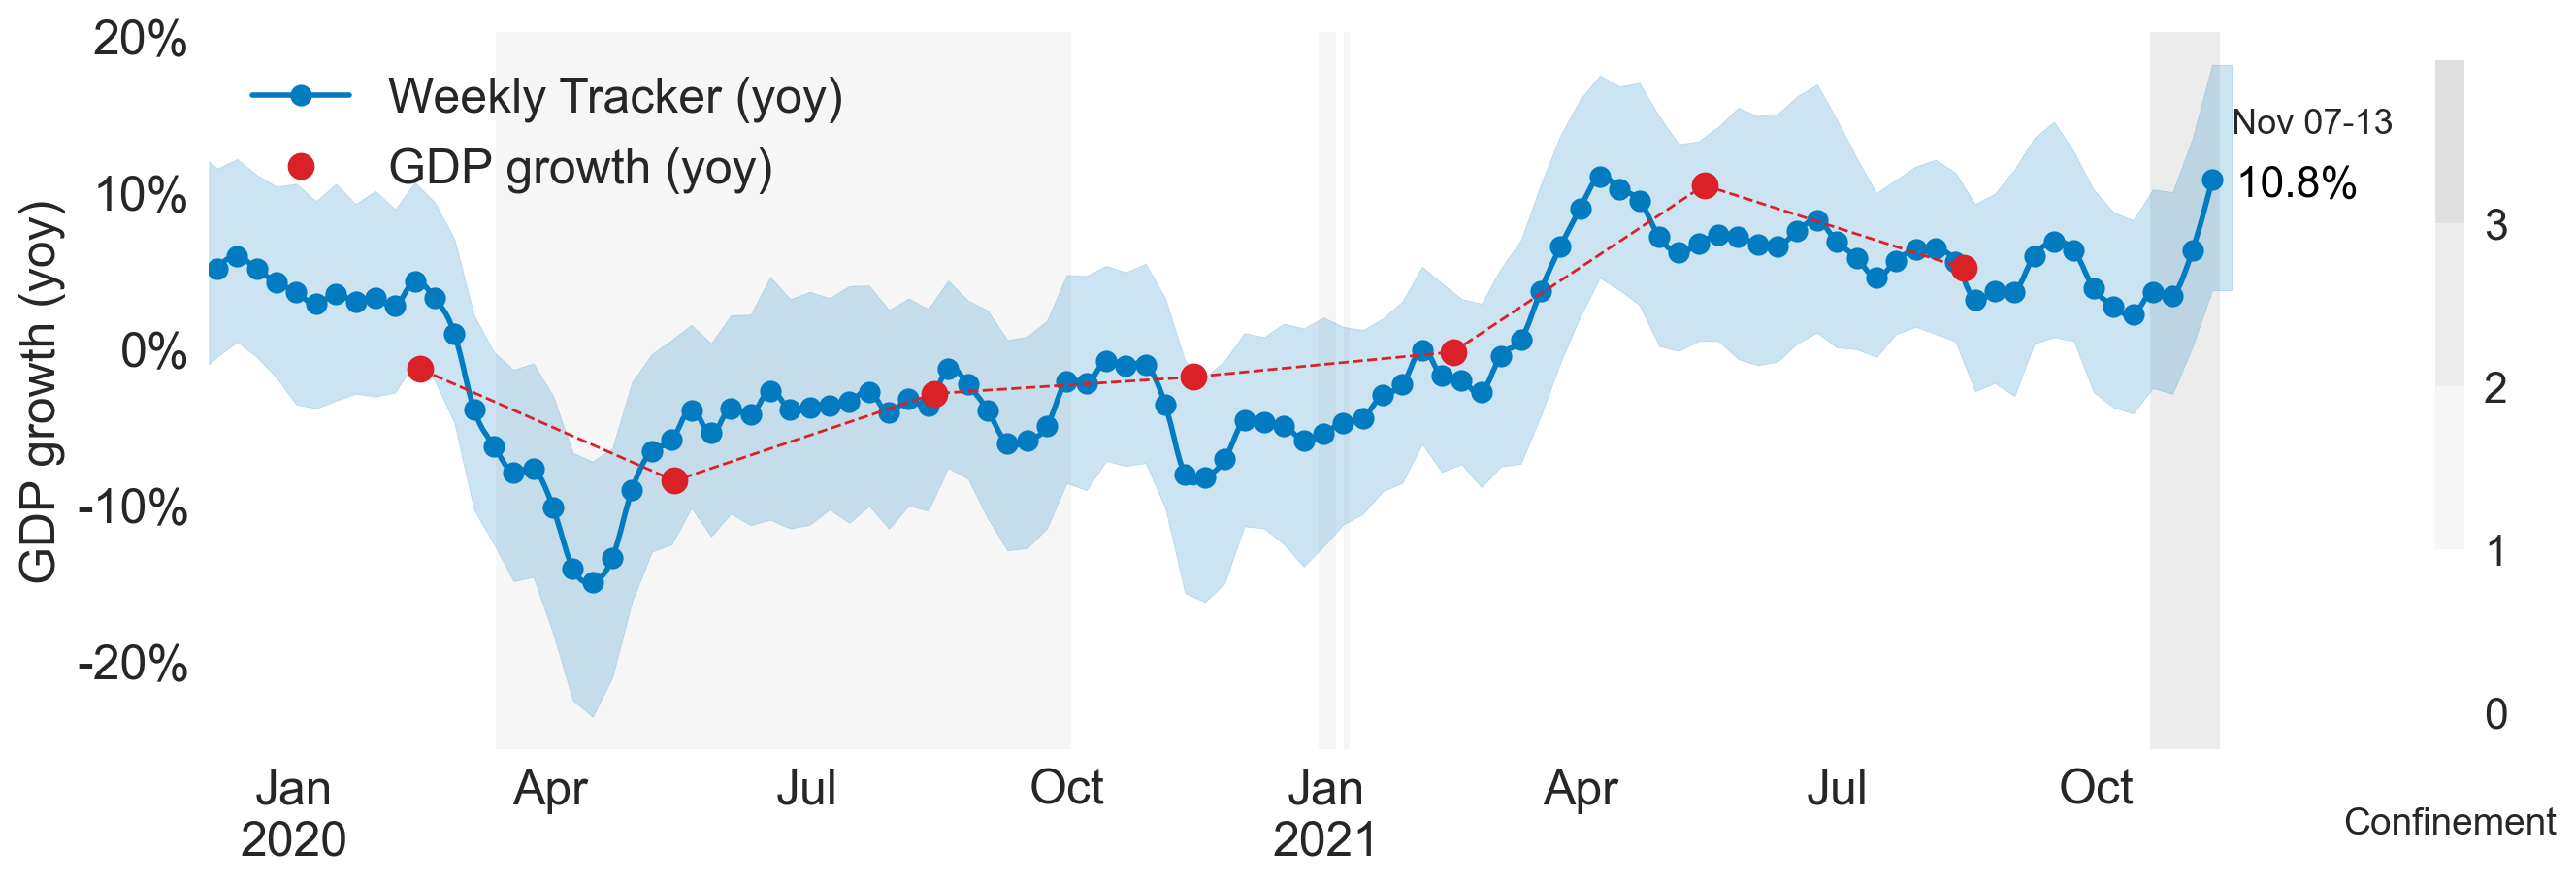 20%
10%
0%
-10%
-20%
GDP growth (yoy)
Weekly Tracker (yoy)
GDP growth (yoy)
Nov 07-13
10.8%
3
2
1
0
Jan Apr Jul Oct Jan Apr Jul Oct
2020 2021
Confinement